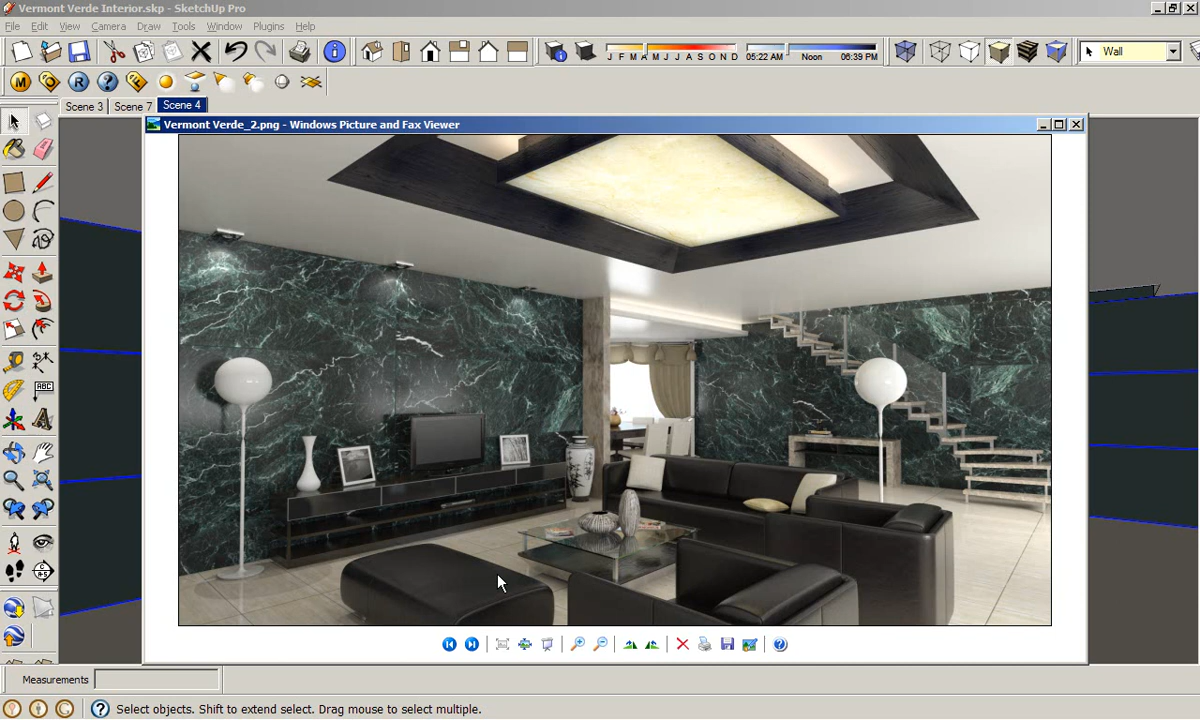 Vermont Verde Interior.skp - SketchUp Pro
File Edit View Camera Draw Tools Window Plugins Help
J F M A M J J A S O N D 05:22 AM Noon 06:39 PM Wall
M O R ? F
Scene 3 Scene 7 Scene 4
Vermont Verde_2.png - Windows Picture and Fax Viewer
ABC
A
Measurements
Select objects. Shift to extend select. Drag mouse to select multiple.